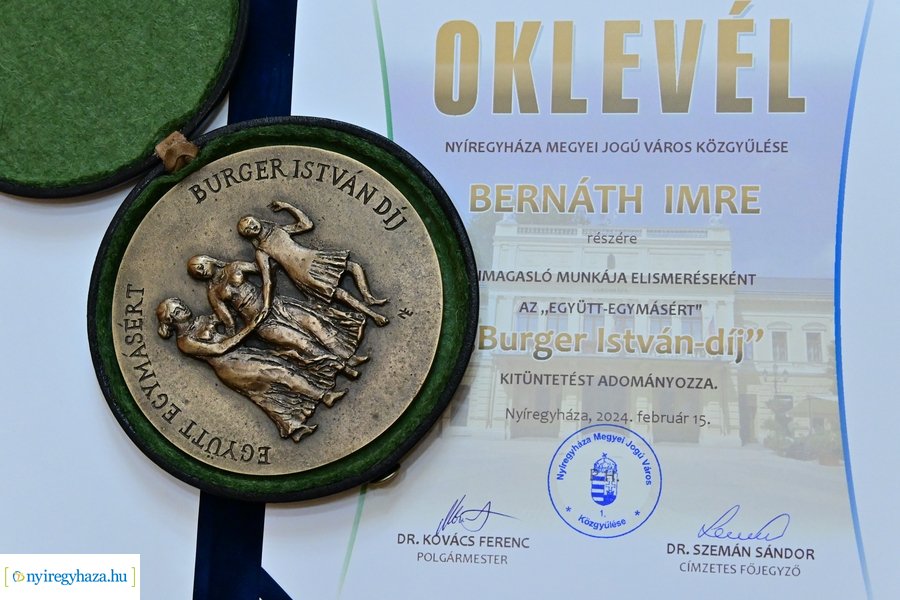 BURGER ISTVÁN DÍJ
EGYÜTT EGYMÁSÉRT
OKLEVÉL
NYÍREGYHÁZA MEGYEI JOGÚ VÁROS KÖZGYŰLÉSE
BERNÁTH IMRE
részére
IMAGASLÓ MUNKÁJA ELISMERÉSEKÉNT
AZ „EGYÜTT-EGYMÁSÉRT"
Burger István-díj”
KITÜNTETÉST ADOMÁNYOZZA.
Nyíregyháza, 2024. február 15.
Nyíregyháza Megyei Jogú Város
1.
* Közgyűlése *
DR. KOVÁCS FERENC
POLGÁRMESTER
DR. SZEMÁN SÁNDOR
CÍMZETES FŐJEGYZŐ
nyiregyhaza.hu